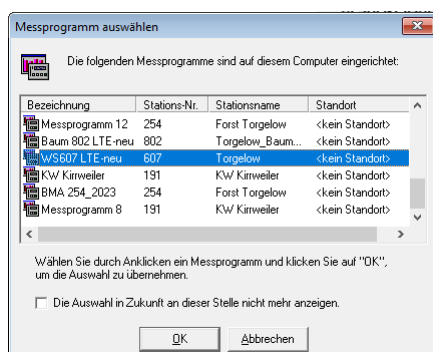 Messprogramm auswählen
Die folgenden Messprogramme sind auf diesem Computer eingerichtet:
Bezeichnung Stations-Nr. Stationsname Standort
Messprogramm 12 254 Forst Torgelow <kein Standort>
Baum 802 LTE-neu 802 Torgelow_Baum... <kein Standort>
WS607 LTE-neu 607 Torgelow <kein Standort>
KW Kirrweiler 191 KW Kirrweiler <kein Standort>
BMA 254_2023 254 Forst Torgelow <kein Standort>
Messprogramm 8 191 KW Kirrweiler <kein Standort>
Wählen Sie durch Anklicken ein Messprogramm und klicken Sie auf "OK",
um die Auswahl zu übernehmen.
Die Auswahl in Zukunft an dieser Stelle nicht mehr anzeigen.
OK Abbrechen